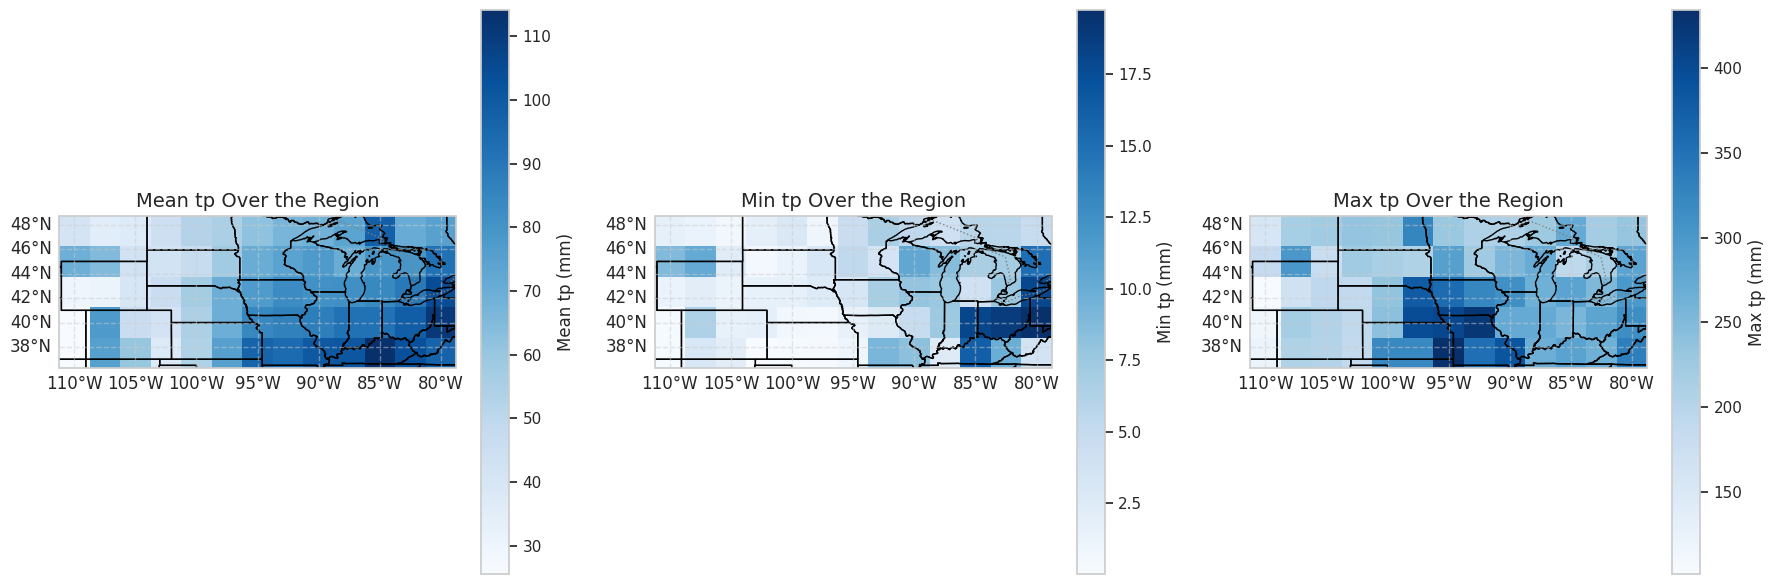 Mean tp Over the Region
48°N
46°N
44°N
42°N
40°N
38°N
110°W 105°W 100°W 95°W 90°W 85°W 80°W
110
100
90
80
70
60
50
40
30
Mean tp (mm)
Min tp Over the Region
48°N
46°N
44°N
42°N
40°N
38°N
110°W 105°W 100°W 95°W 90°W 85°W 80°W
17.5
15.0
12.5
10.0
7.5
5.0
2.5
Min tp (mm)
Max tp Over the Region
48°N
46°N
44°N
42°N
40°N
38°N
110°W 105°W 100°W 95°W 90°W 85°W 80°W
400
350
300
250
200
150
Max tp (mm)